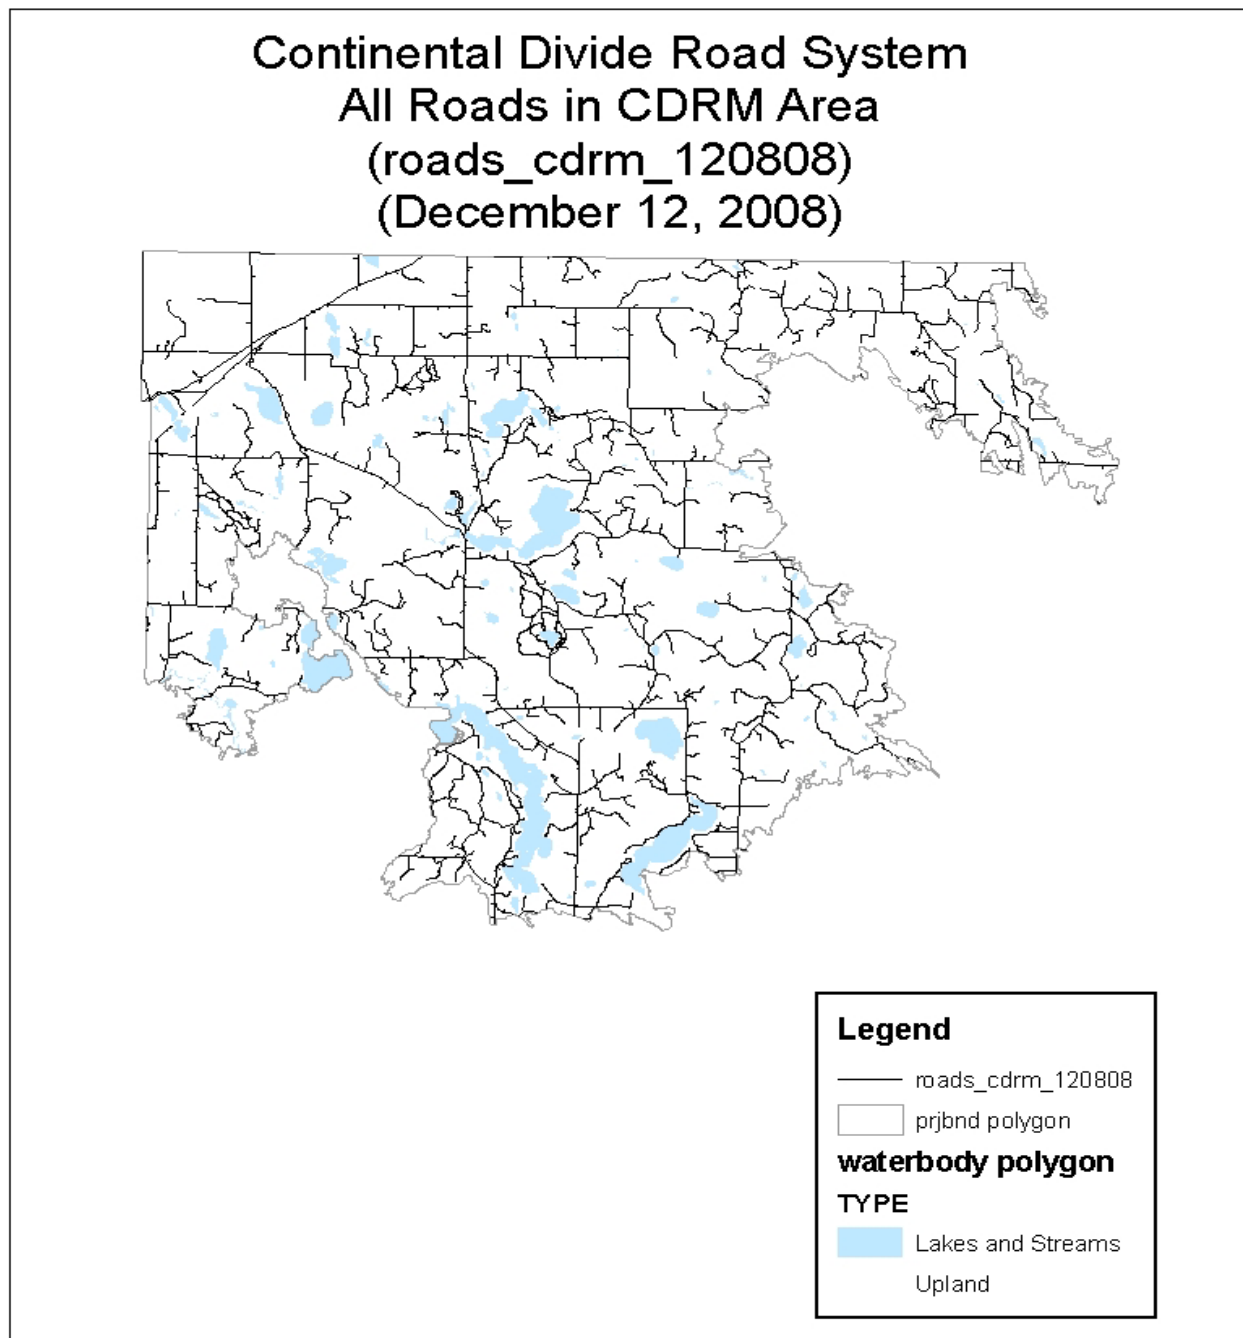 Continental Divide Road System
All Roads in CDRM Area
(roads_cdrm_120808)
(December 12, 2008)
Legend
roads_cdrm_120808
prjbnd polygon
waterbody polygon
TYPE
Lakes and Streams
Upland